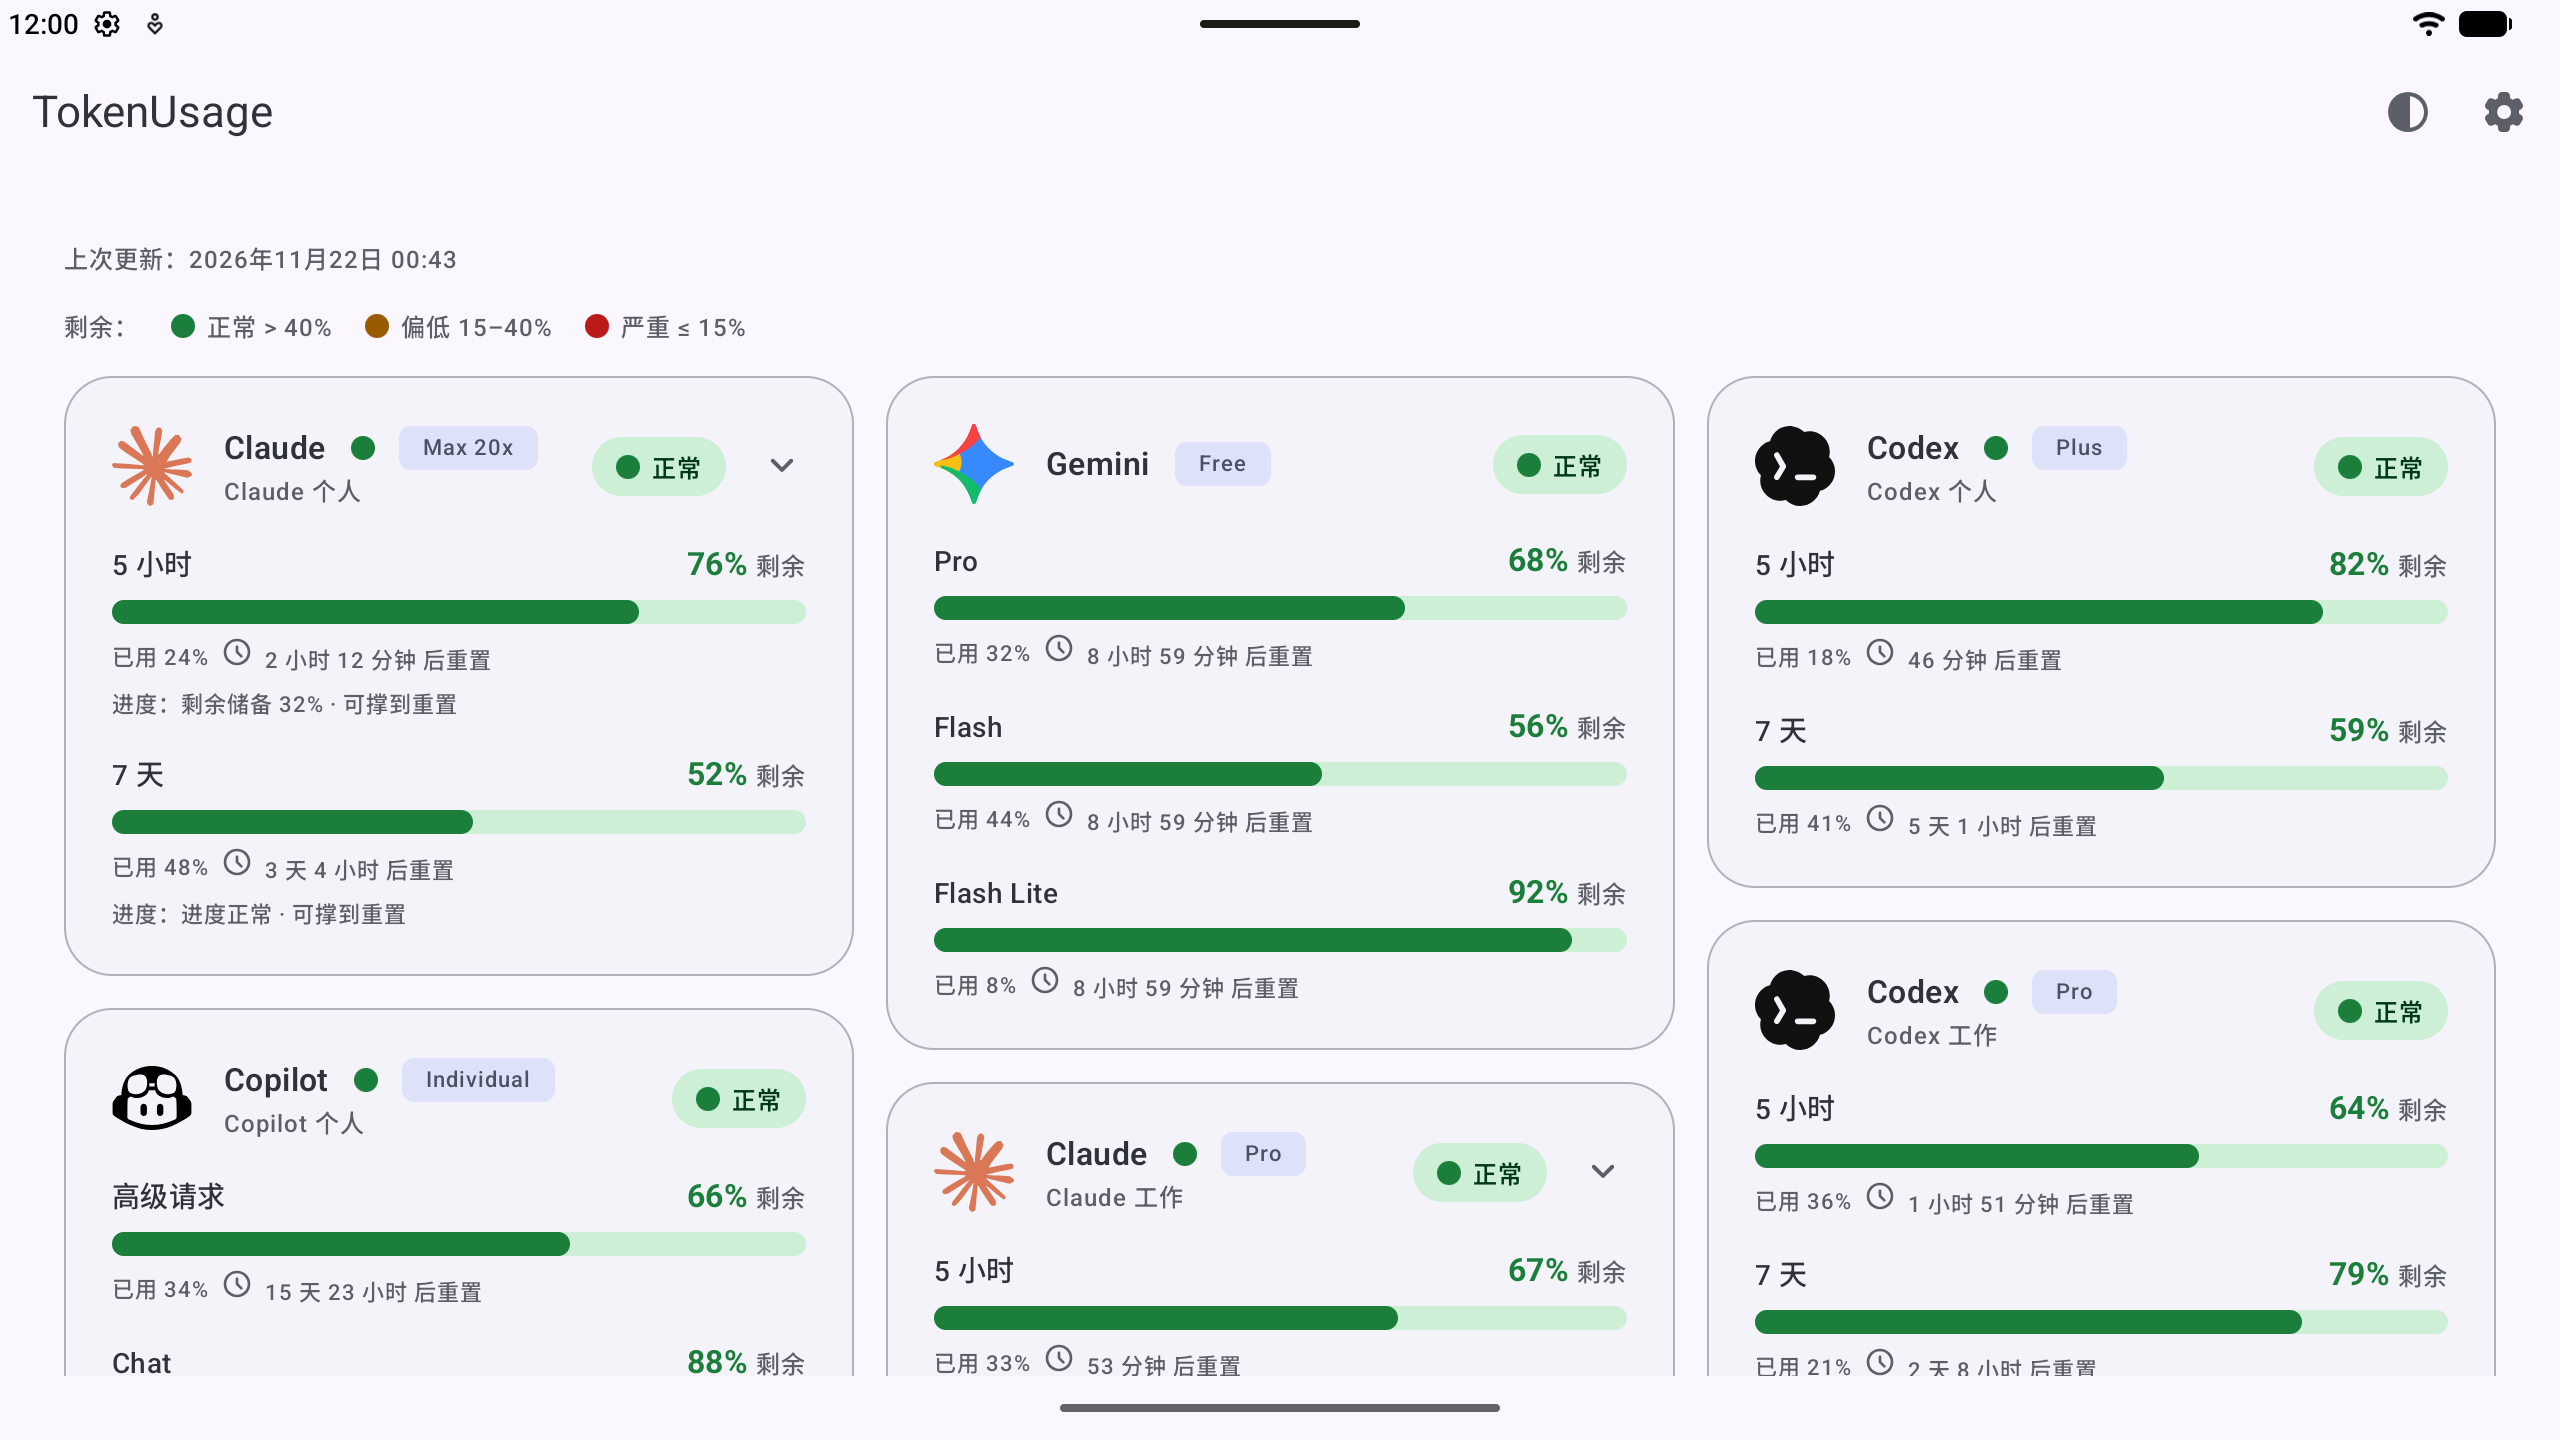 12:00
TokenUsage
上次更新：2026年11月22日 00:43
剩余：
正常 > 40%
偏低 15–40%
严重 ≤ 15%
Claude
Max 20x
Claude 个人
正常
5 小时
76% 剩余
已用 24%
2 小时 12 分钟 后重置
进度：剩余储备 32% · 可撑到重置
7 天
52% 剩余
已用 48%
3 天 4 小时 后重置
进度：进度正常 · 可撑到重置
Copilot
Individual
Copilot 个人
正常
高级请求
66% 剩余
已用 34%
15 天 23 小时 后重置
Chat
88% 剩余
Gemini
Free
正常
Pro
68% 剩余
已用 32%
8 小时 59 分钟 后重置
Flash
56% 剩余
已用 44%
8 小时 59 分钟 后重置
Flash Lite
92% 剩余
已用 8%
8 小时 59 分钟 后重置
Claude
Pro
Claude 工作
正常
5 小时
67% 剩余
已用 33%
53 分钟 后重置
Codex
Plus
Codex 个人
正常
5 小时
82% 剩余
已用 18%
46 分钟 后重置
7 天
59% 剩余
已用 41%
5 天 1 小时 后重置
Codex
Pro
Codex 工作
正常
5 小时
64% 剩余
已用 36%
1 小时 51 分钟 后重置
7 天
79% 剩余
已用 21%
2 天 8 小时 后重置